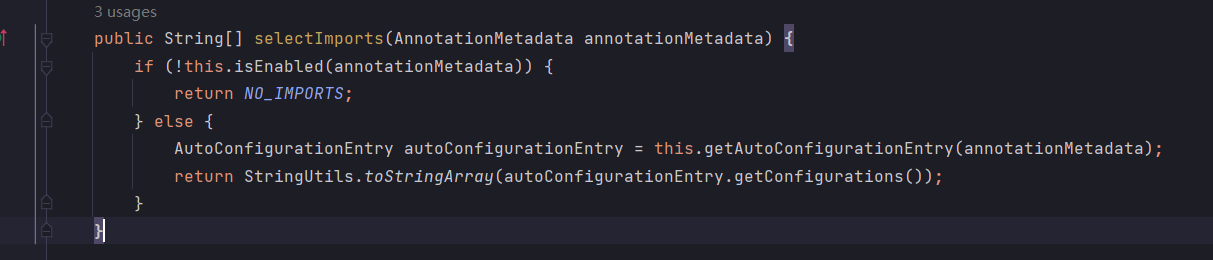 3 usages
public String[] selectImports(AnnotationMetadata annotationMetadata) {
    if (!this.isEnabled(annotationMetadata)) {
        return NO_IMPORTS;
    } else {
        AutoConfigurationEntry autoConfigurationEntry = this.getAutoConfigurationEntry(annotationMetadata);
        return StringUtils.toStringArray(autoConfigurationEntry.getConfigurations());
    }
}